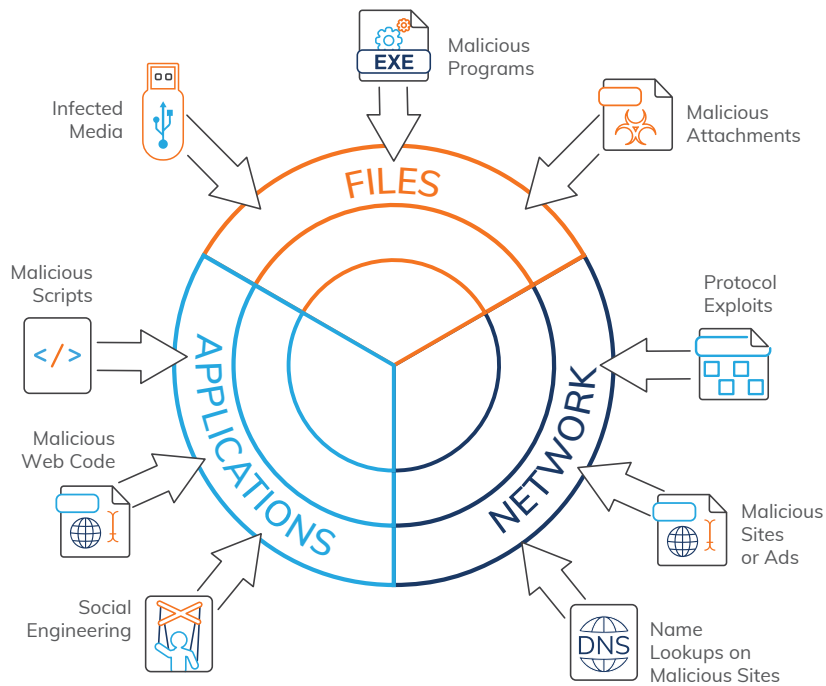 EXE
Malicious
Programs
Infected
Media
Malicious
Attachments
FILES
Malicious
Scripts
</>
Protocol
Exploits
APPLICATIONS
NETWORK
Malicious
Web Code
Malicious
Sites
or Ads
Social
Engineering
DNS
Name
Lookups on
Malicious Sites